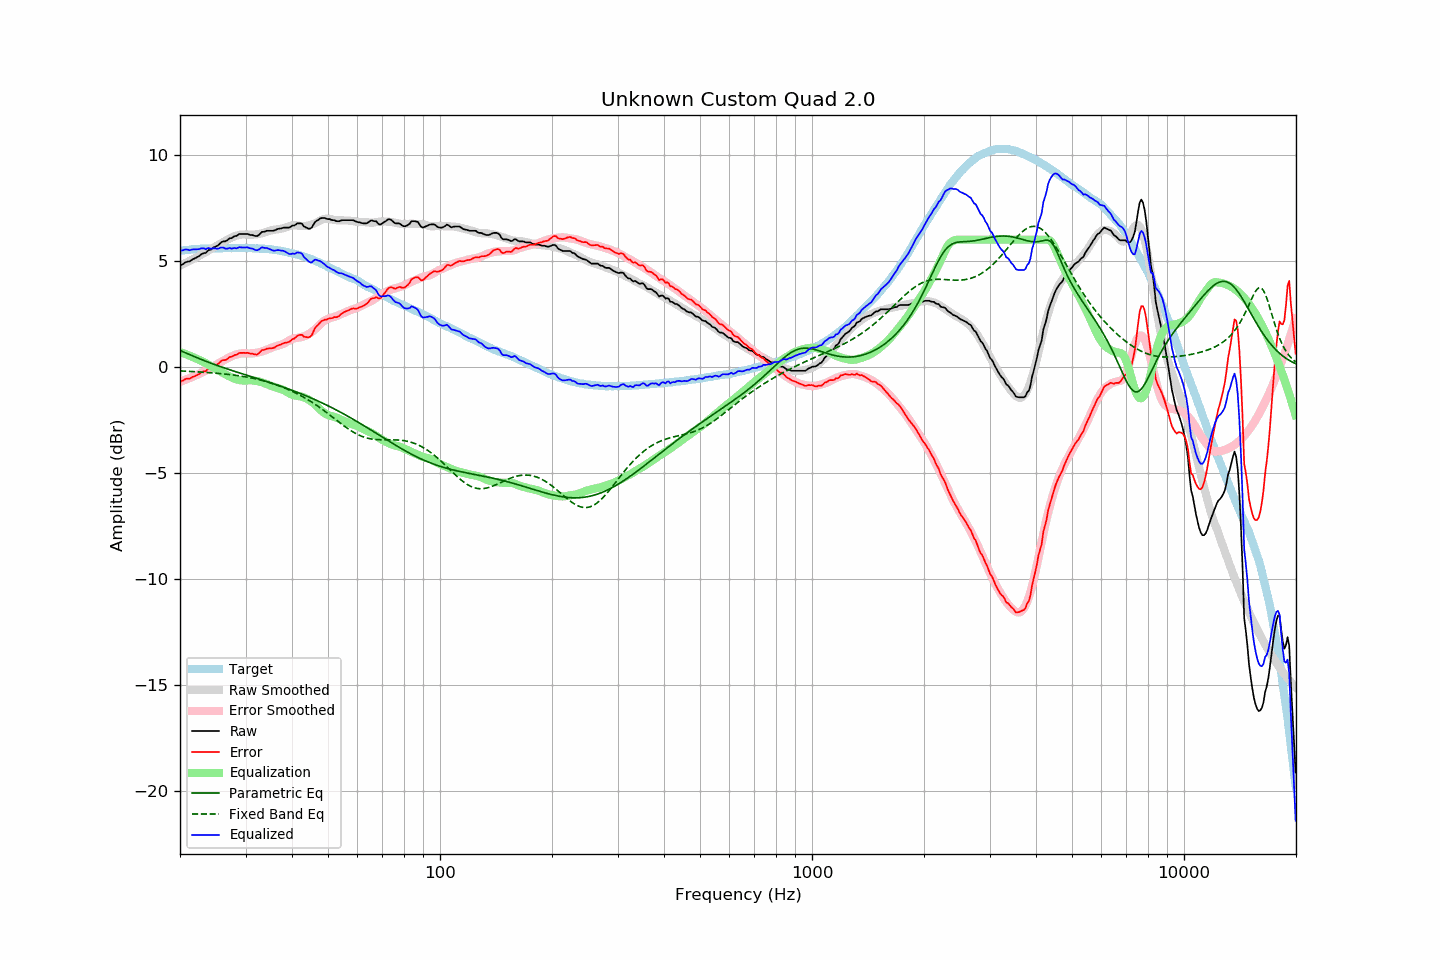 Unknown Custom Quad 2.0
Amplitude (dBr)
10
5
0
−5
−10
−15
−20
Target
Raw Smoothed
Error Smoothed
Raw
Error
Equalization
Parametric Eq
Fixed Band Eq
Equalized
100
1000
10000
Frequency (Hz)